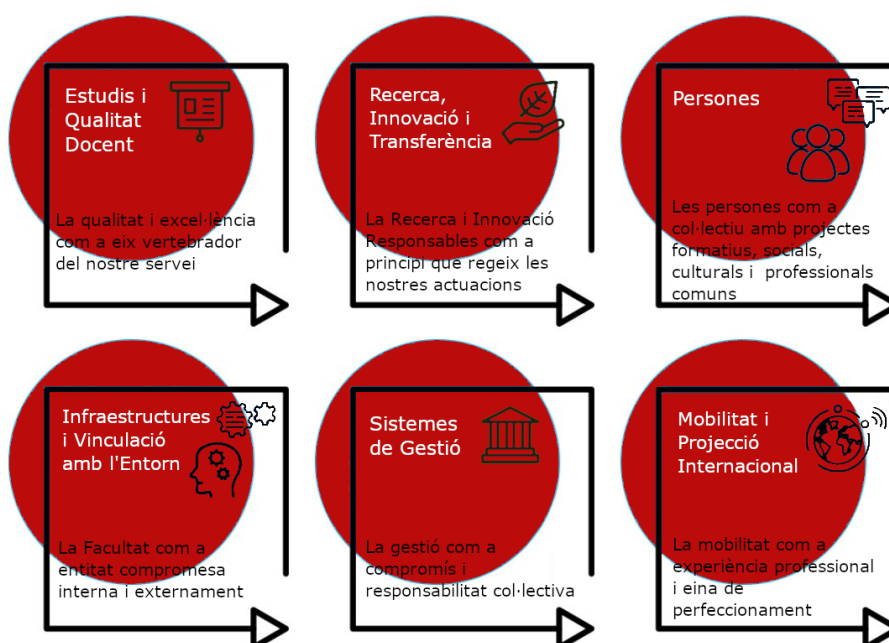 Estudis i
Qualitat
Docent
La qualitat i excel·lència
com a eix vertebrador
del nostre servei
Recerca,
Innovació i
Transferència
La Recerca i Innovació
Responsables com a
principi que regeix les
nostres actuacions
Persones
Les persones com a
col·lectiu amb projectes
formatius, socials,
culturals i  professionals
comuns
Infraestructures
i Vinculació
amb l'Entorn
La Facultat com a
entitat compromesa
interna i externament
Sistemes
de Gestió
La gestió com a
compromís i
responsabilitat col·lectiva
Mobilitat i
Projecció
Internacional
La mobilitat com a
experiència professional
i eina de
perfeccionament